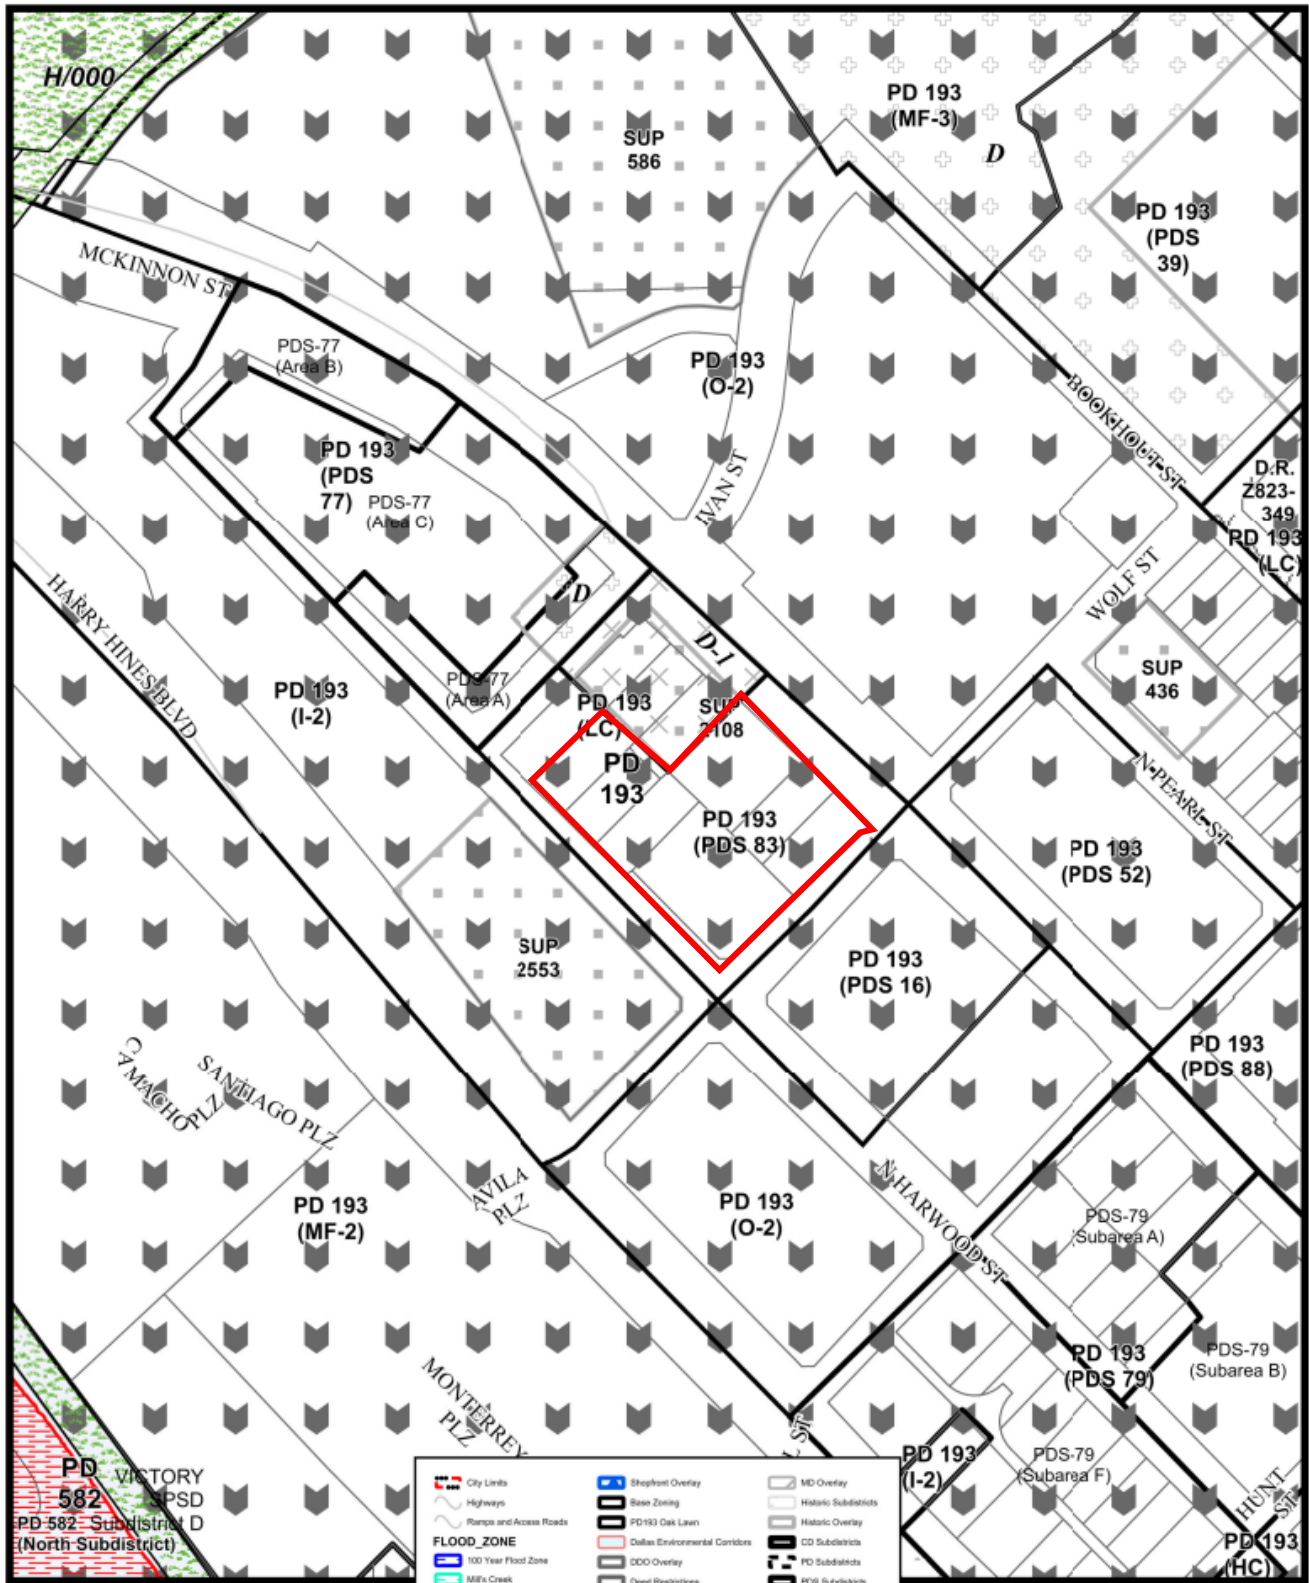 H/000
PD 193
(MF-3)
D
SUP
586
PD 193
(PDS
39)
MCKINNON ST
PDS-77
(Area B)
PD 193
(O-2)
BOOKHOUT ST
PD 193
(PDS
77)
PDS-77
(Area C)
IVAN ST
D.R.
Z823-
349
PD 193
(LC)
WOLF ST
D
HARRY HINES BLVD
D-1
PD 193
(I-2)
PDS-77
(Area A)
PD 193
(LC)
SUP
2108
SUP
436
PD
193
N PEARL ST
PD 193
(PDS 83)
PD 193
(PDS 52)
SUP
2553
PD 193
(PDS 16)
PD 193
(PDS 88)
CAMACHO
PLZ
SANTIAGO PLZ
AVILA
PLZ
PD 193
(MF-2)
PD 193
(O-2)
N HARWOOD ST
PDS-79
(Subarea A)
PD 193
(PDS 79)
PDS-79
(Subarea B)
MONTERREY
PLZ
L ST
PD 193
(I-2)
PDS-79
(Subarea F)
HUNT
ST
PD 193
(HC)
PD
582
VICTORY
SPSD
Subdistrict D
PD 582
(North Subdistrict)
City Limits
Highways
Ramps and Access Roads
FLOOD_ZONE
100 Year Flood Zone
Mill's Creek
Shopfront Overlay
Base Zoning
PD193 Oak Lawn
Dallas Environmental Corridors
DDO Overlay
Deed Restrictions
MD Overlay
Historic Subdistricts
Historic Overlay
CD Subdistricts
PD Subdistricts
PDS Subdistricts